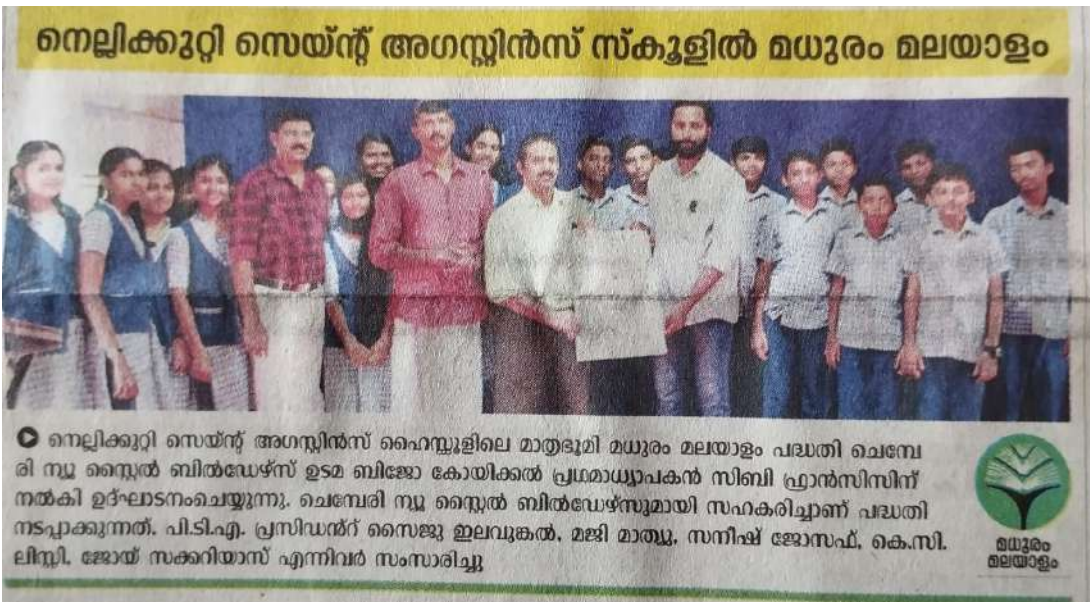 നെല്ലിക്കുറ്റി സെയ്ന്റ് അഗസ്റ്റിൻസ് സ്കൂളിൽ മധുരം മലയാളം
നെല്ലിക്കുറ്റി സെയ്ന്റ് അഗസ്റ്റിൻസ് ഹൈസ്കൂളിലെ മാതൃഭൂമി മധുരം മലയാളം പദ്ധതി ചെമ്പേ
രി ന്യൂ സ്റ്റൈൽ ബിൽഡേഴ്സ് ഉടമ ബിജോ കോയിക്കൽ പ്രഥമാധ്യാപകൻ സിബി ഫ്രാൻസിസിന്
നൽകി ഉദ്ഘാടനംചെയ്യുന്നു. ചെമ്പേരി ന്യൂ സ്റ്റൈൽ ബിൽഡേഴ്സുമായി സഹകരിച്ചാണ് പദ്ധതി
നടപ്പാക്കുന്നത്. പി.ടി.എ. പ്രസിഡൻറ് സൈജു ഇലവുങ്കൽ, മജി മാത്യു, സനീഷ് ജോസഫ്, കെ.സി.
ലിസ്സി, ജോയ് സക്കറിയാസ് എന്നിവർ സംസാരിച്ചു
മധുരം
മലയാളം